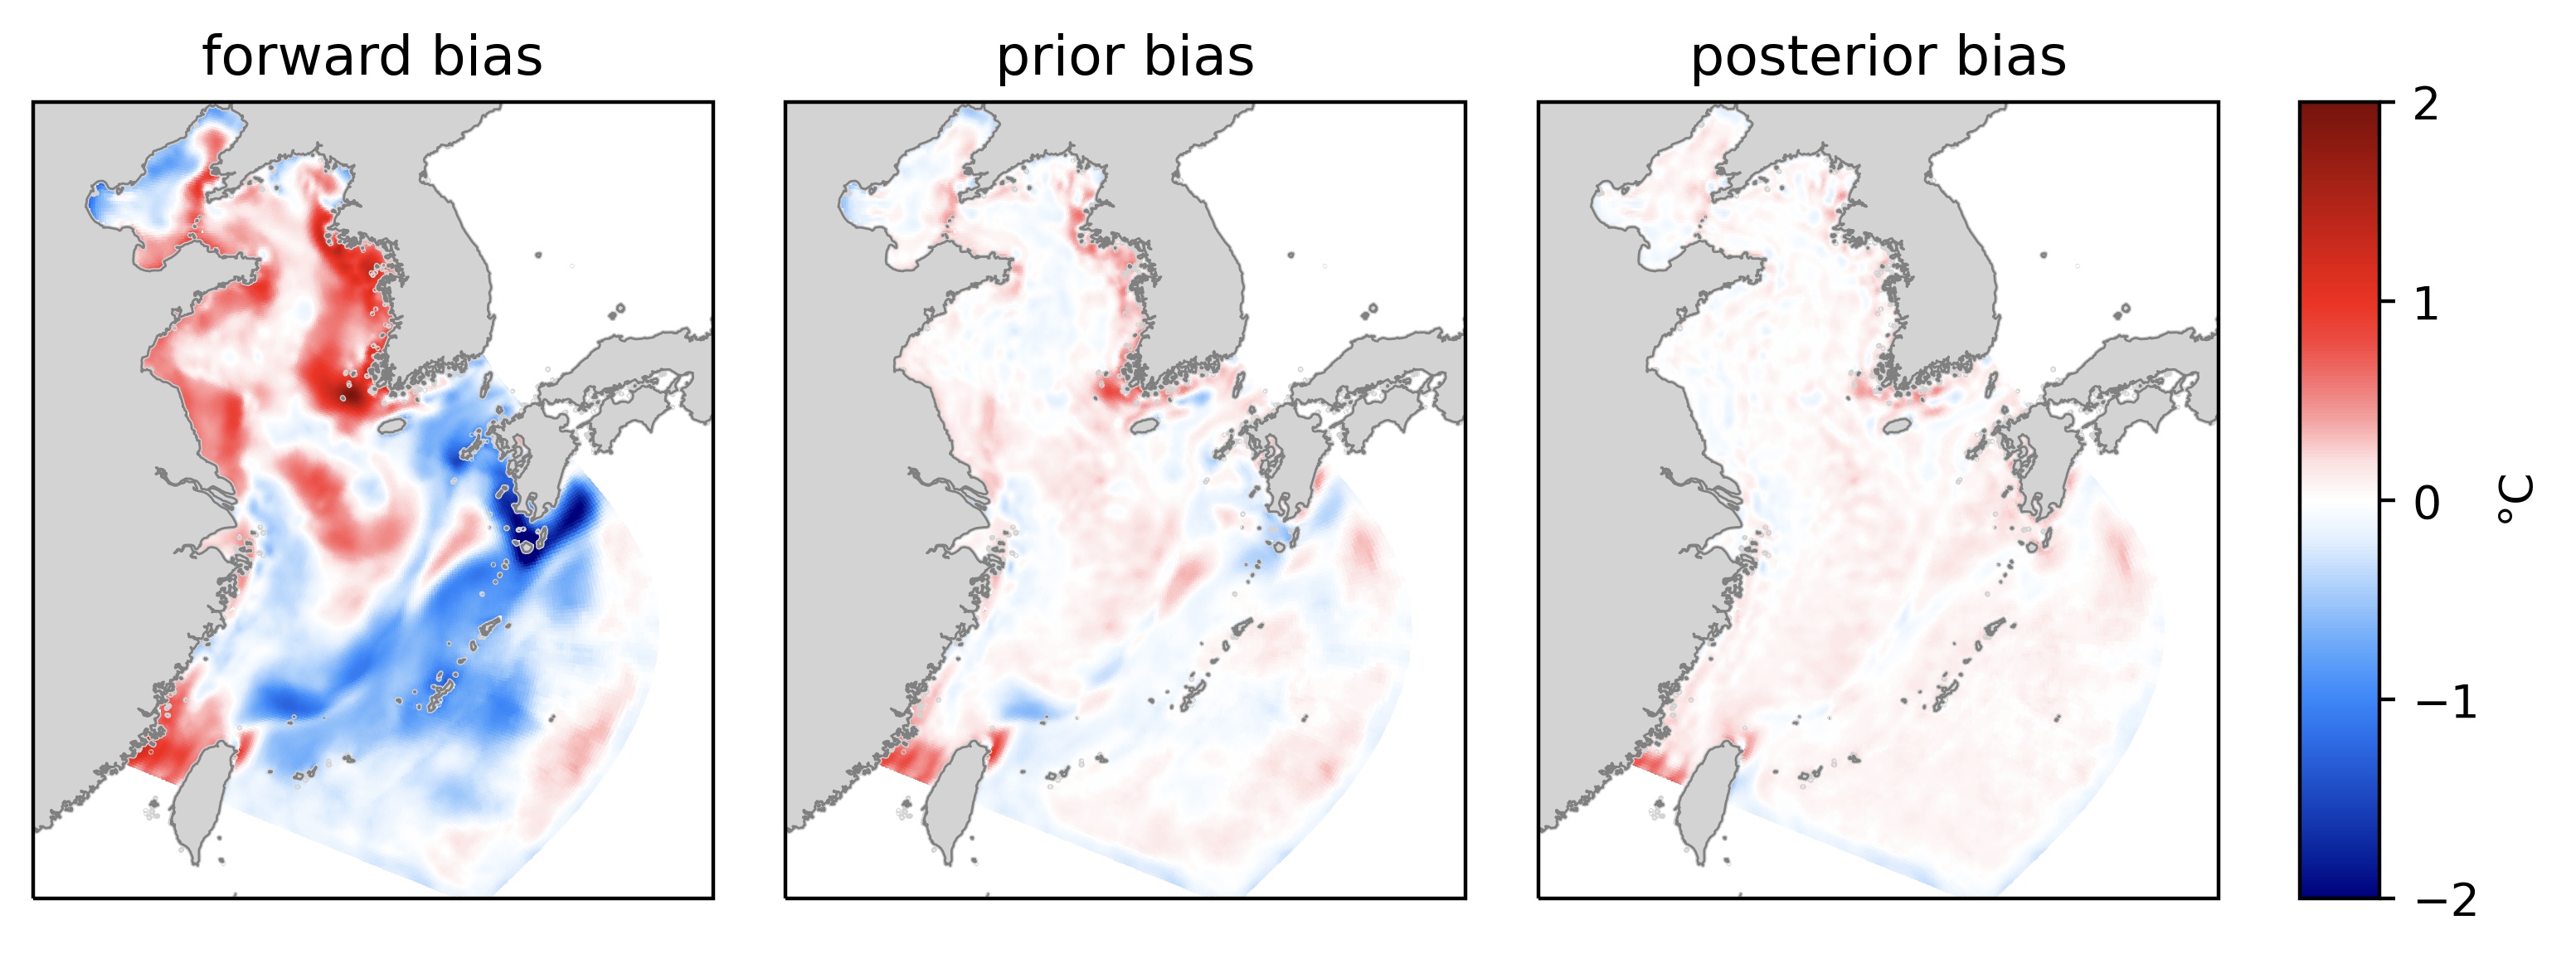 forward bias
prior bias
posterior bias
2
1
0
−1
−2
°C